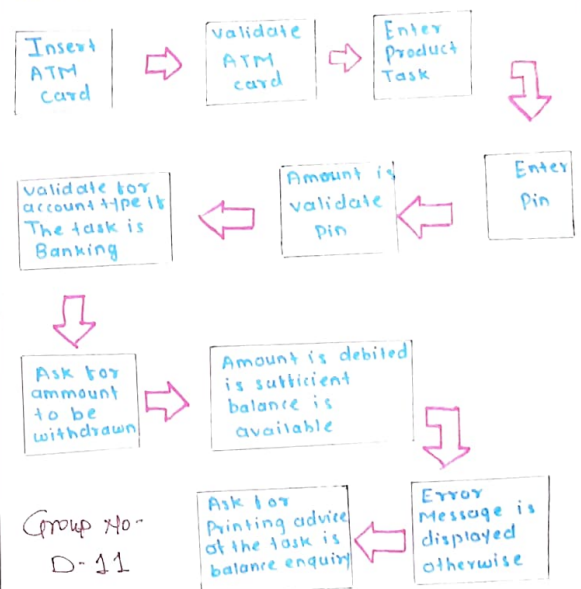 Insert
ATM
card
Validate
ATM
card
Enter
Product
Task
Enter
Pin
Amount is
validate
pin
validate for
account type if
The task is
Banking
Ask for
ammount
to be
withdrawn
Amount is debited
is sufficient
balance is
available
Error
Message is
displayed
otherwise
Ask for
Printing advice
of the task is
balance enquiry
Group No-
D-11